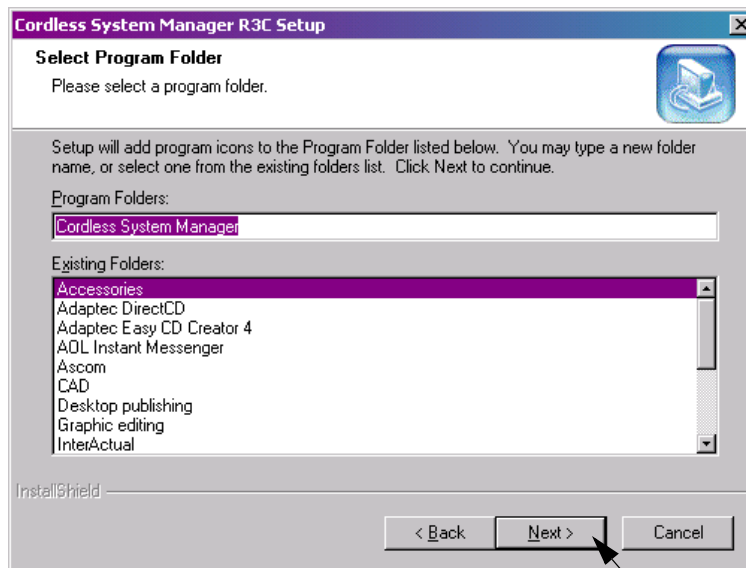 Cordless System Manager R3C Setup
Select Program Folder
Please select a program folder.
Setup will add program icons to the Program Folder listed below. You may type a new folder
name, or select one from the existing folders list. Click Next to continue.
Program Folders:
Cordless System Manager
Existing Folders:
Accessories
Adaptec DirectCD
Adaptec Easy CD Creator 4
AOL Instant Messenger
Ascom
CAD
Desktop publishing
Graphic editing
InterActual
InstallShield
< Back
Next >
Cancel